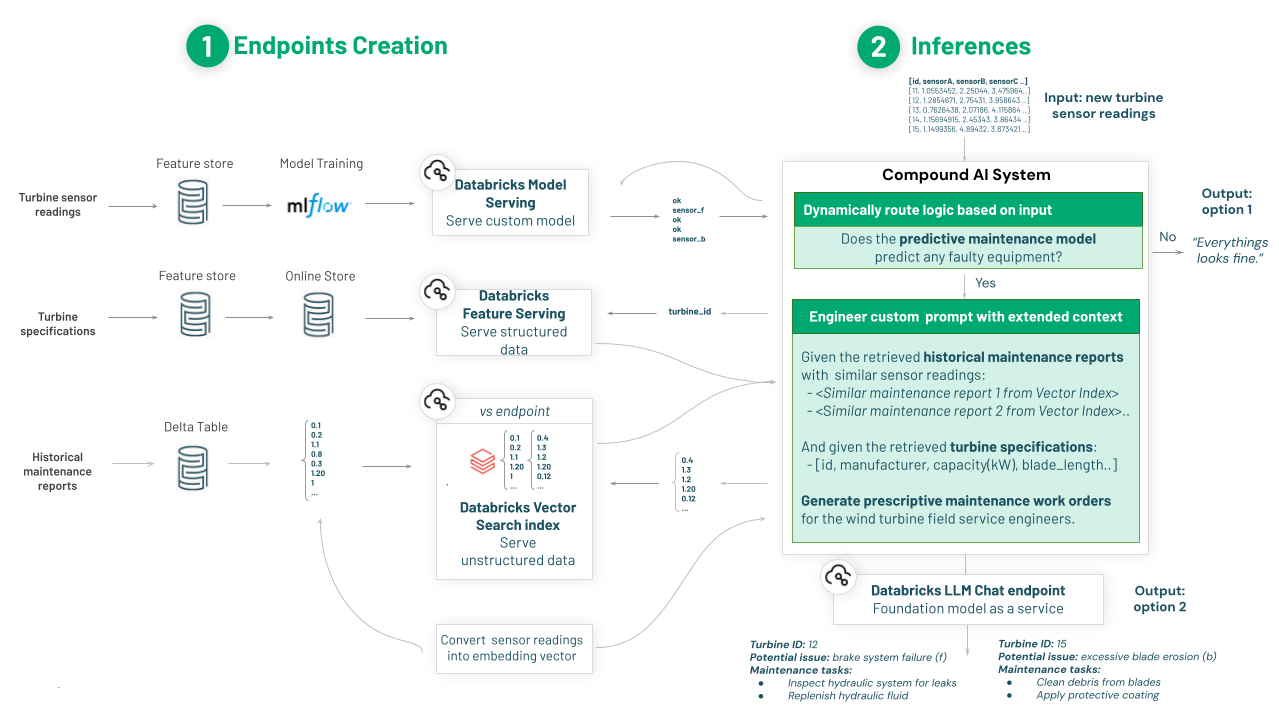 1 Endpoints Creation
2 Inferences
[id, sensorA, sensorB, sensorC ..]
[11, 1.0553452, 2.25044, 3.475964..]
[12, 1.2854671, 2.75431, 3.958643 ..]
[13, 0.7626438, 2.07186, 4.115864 ..]
[14, 1.15694915, 2.45343, 3.86434 ..]
[15, 1.1499356, 4.89432, 3.673421 ..]
Input: new turbine
sensor readings
Turbine sensor
readings
Feature store
Model Training
mlflow
Databricks Model
Serving
Serve custom model
ok
sensor_f
ok
ok
sensor_b
Compound AI System
Dynamically route logic based on input
Does the predictive maintenance model
predict any faulty equipment?
No
Output:
option 1
“Everythings
looks fine.”
Yes
Turbine
specifications
Feature store
Online Store
Databricks
Feature Serving
Serve structured
data
turbine_id
Engineer custom prompt with extended context
Given the retrieved historical maintenance reports
with similar sensor readings:
- <Similar maintenance report 1 from Vector Index>
- <Similar maintenance report 2 from Vector Index>..
And given the retrieved turbine specifications:
- [id, manufacturer, capacity(kW), blade_length..]
Generate prescriptive maintenance work orders
for the wind turbine field service engineers.
Historical
maintenance
reports
Delta Table
0.1
0.2
1.1
0.8
0.3
1.20
1
...
vs endpoint
0.1
0.2
1.1
1.20
1
...
0.4
1.3
1.2
1.20
0.12
...
Databricks Vector
Search index
Serve
unstructured data
0.4
1.3
1.2
1.20
0.12
...
Convert sensor readings
into embedding vector
Databricks LLM Chat endpoint
Foundation model as a service
Output:
option 2
Turbine ID: 12
Potential issue: brake system failure (f)
Maintenance tasks:
● Inspect hydraulic system for leaks
● Replenish hydraulic fluid
Turbine ID: 15
Potential issue: excessive blade erosion (b)
Maintenance tasks:
● Clean debris from blades
● Apply protective coating